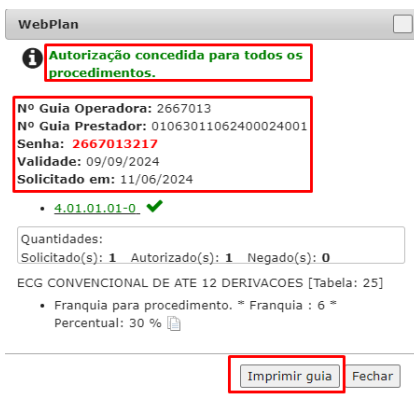 WebPlan
Autorização concedida para todos os
procedimentos.
Nº Guia Operadora: 2667013
Nº Guia Prestador: 01063011062400024001
Senha: 2667013217
Validade: 09/09/2024
Solicitado em: 11/06/2024
4.01.01.01-0
Quantidades:
Solicitado(s): 1 Autorizado(s): 1 Negado(s): 0
ECG CONVENCIONAL DE ATE 12 DERIVACOES [Tabela: 25]
Franquia para procedimento. * Franquia : 6 *
Percentual: 30 %
Imprimir guia Fechar